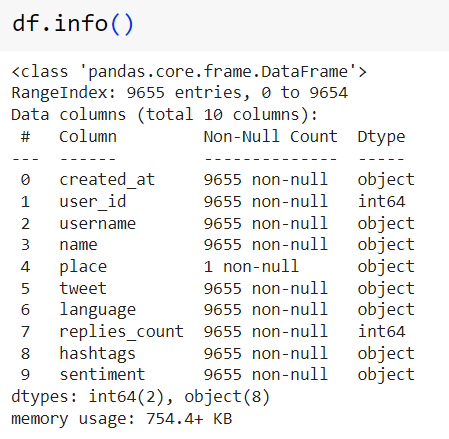 df.info()
<class 'pandas.core.frame.DataFrame'>
RangeIndex: 9655 entries, 0 to 9654
Data columns (total 10 columns):
 #   Column         Non-Null Count  Dtype
---  ------         --------------  -----
 0   created_at     9655 non-null   object
 1   user_id        9655 non-null   int64
 2   username       9655 non-null   object
 3   name           9655 non-null   object
 4   place          1 non-null      object
 5   tweet          9655 non-null   object
 6   language       9655 non-null   object
 7   replies_count  9655 non-null   int64
 8   hashtags       9655 non-null   object
 9   sentiment      9655 non-null   object
dtypes: int64(2), object(8)
memory usage: 754.4+ KB